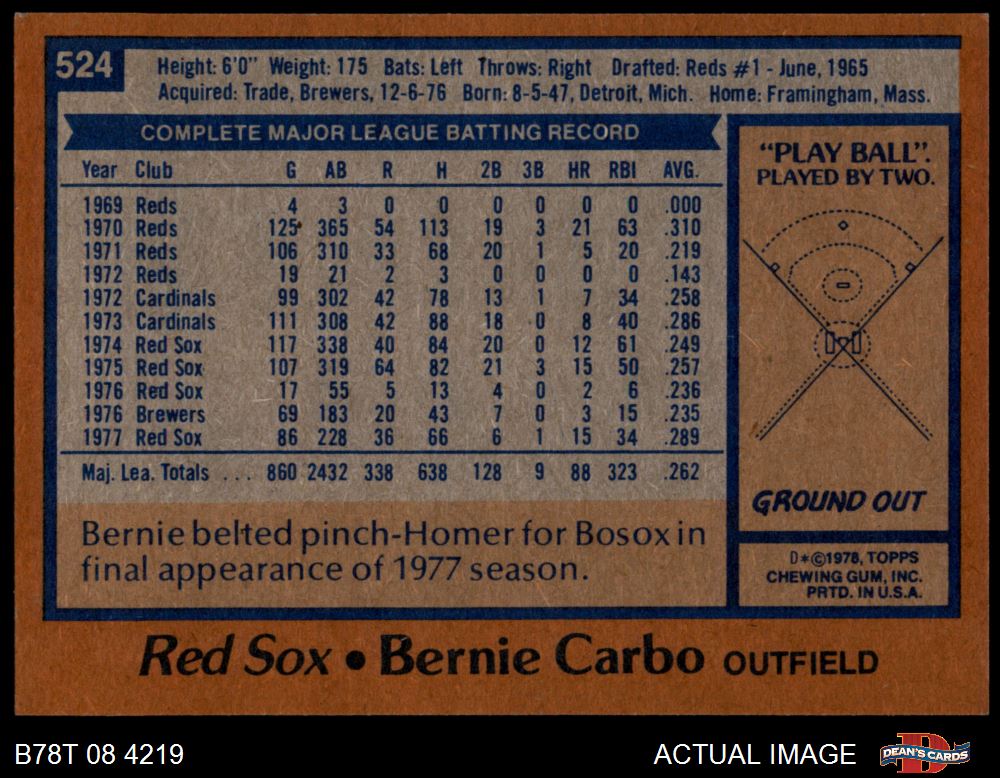 524
Height: 6'0" Weight: 175 Bats: Left Throws: Right Drafted: Reds #1 - June, 1965
Acquired: Trade, Brewers, 12-6-76 Born: 8-5-47, Detroit, Mich. Home: Framingham, Mass.
COMPLETE MAJOR LEAGUE BATTING RECORD
Year Club G AB R H 2B 3B HR RBI AVG.
1969 Reds 4 3 0 0 0 0 0 0 .000
1970 Reds 125 365 54 113 19 3 21 63 .310
1971 Reds 106 310 33 68 20 1 5 20 .219
1972 Reds 19 21 2 3 0 0 0 0 .143
1972 Cardinals 99 302 42 78 13 1 7 34 .258
1973 Cardinals 111 308 42 88 18 0 8 40 .286
1974 Red Sox 117 338 40 84 20 0 12 61 .249
1975 Red Sox 107 319 64 82 21 3 15 50 .257
1976 Red Sox 17 55 5 13 4 0 2 6 .236
1976 Brewers 69 183 20 43 7 0 3 15 .235
1977 Red Sox 86 228 36 66 6 1 15 34 .289
Maj. Lea. Totals . . . 860 2432 338 638 128 9 88 323 .262
Bernie belted pinch-Homer for Bosox in
final appearance of 1977 season.
"PLAY BALL".
PLAYED BY TWO.
GROUND OUT
D*©1978, TOPPS
CHEWING GUM, INC.
PRTD. IN U.S.A.
Red Sox • Bernie Carbo OUTFIELD
B78T 08 4219
ACTUAL IMAGE
D
DEAN'S CARDS